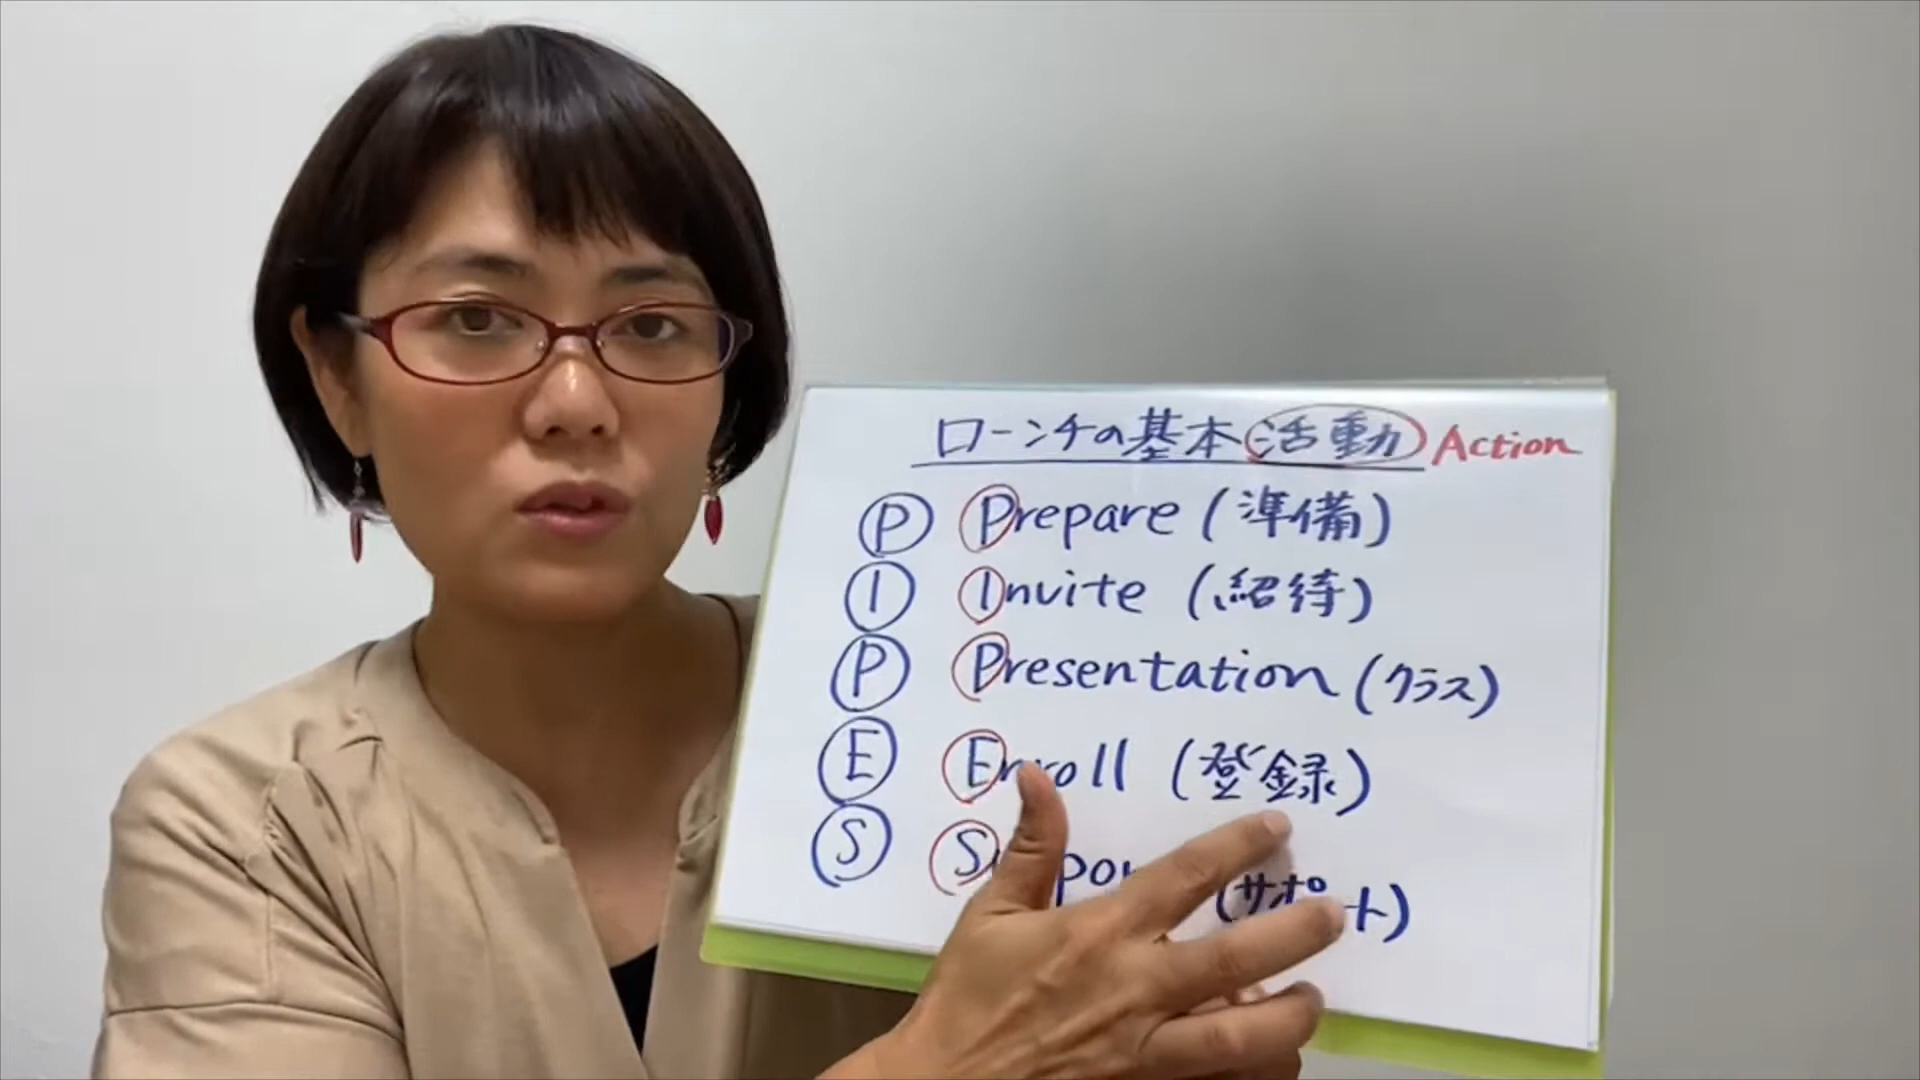 ローンチの基本活動 Action
P Prepare (準備)
I Invite (紹待)
P Presentation (クラス)
E Enroll (登録)
S